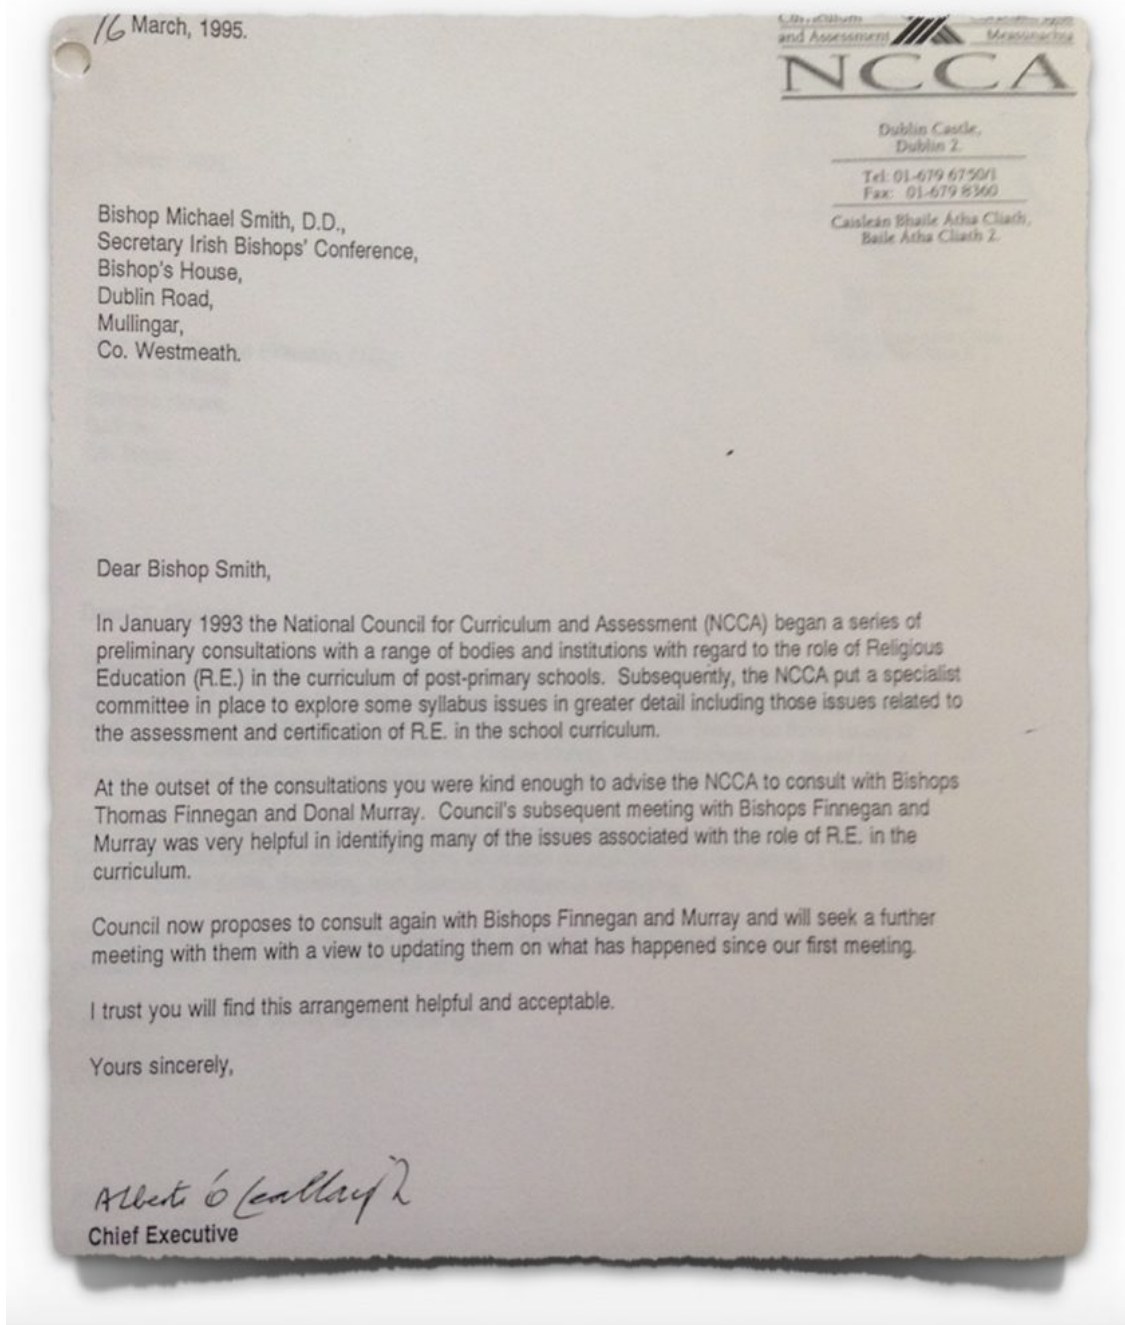 16 March, 1995.
Curriculum
and Assessment
Measúnachta
NCCA
Dublin Castle,
Dublin 2.
Tel: 01-679 6750/1
Fax: 01-679 8360
Caisleán Bhaile Átha Cliath,
Baile Átha Cliath 2.
Bishop Michael Smith, D.D.,
Secretary Irish Bishops' Conference,
Bishop's House,
Dublin Road,
Mullingar,
Co. Westmeath.
Dear Bishop Smith,
In January 1993 the National Council for Curriculum and Assessment (NCCA) began a series of
preliminary consultations with a range of bodies and institutions with regard to the role of Religious
Education (R.E.) in the curriculum of post-primary schools. Subsequently, the NCCA put a specialist
committee in place to explore some syllabus issues in greater detail including those issues related to
the assessment and certification of R.E. in the school curriculum.
At the outset of the consultations you were kind enough to advise the NCCA to consult with Bishops
Thomas Finnegan and Donal Murray. Council's subsequent meeting with Bishops Finnegan and
Murray was very helpful in identifying many of the issues associated with the role of R.E. in the
curriculum.
Council now proposes to consult again with Bishops Finnegan and Murray and will seek a further
meeting with them with a view to updating them on what has happened since our first meeting.
I trust you will find this arrangement helpful and acceptable.
Yours sincerely,
Albert Ó Ceallaigh
Chief Executive